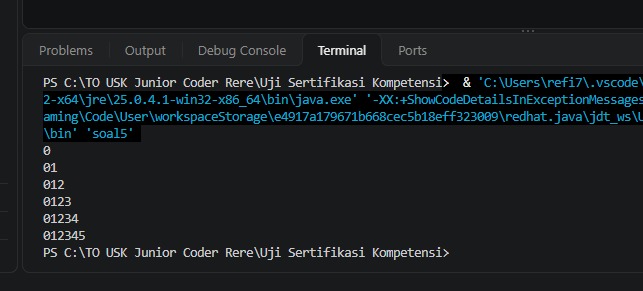 Problems Output Debug Console Terminal Ports
PS C:\TO USK Junior Coder Rere\Uji Sertifikasi Kompetensi> & 'C:\Users\refi7\.vscode
2-x64\jre\25.0.4.1-win32-x86_64\bin\java.exe' '-XX:+ShowCodeDetailsInExceptionMessages
aming\Code\User\workspaceStorage\e4917a179671b668cec5b18eff323009\redhat.java\jdt_ws\U
\bin' 'soal5'
0
01
012
0123
01234
012345
PS C:\TO USK Junior Coder Rere\Uji Sertifikasi Kompetensi>